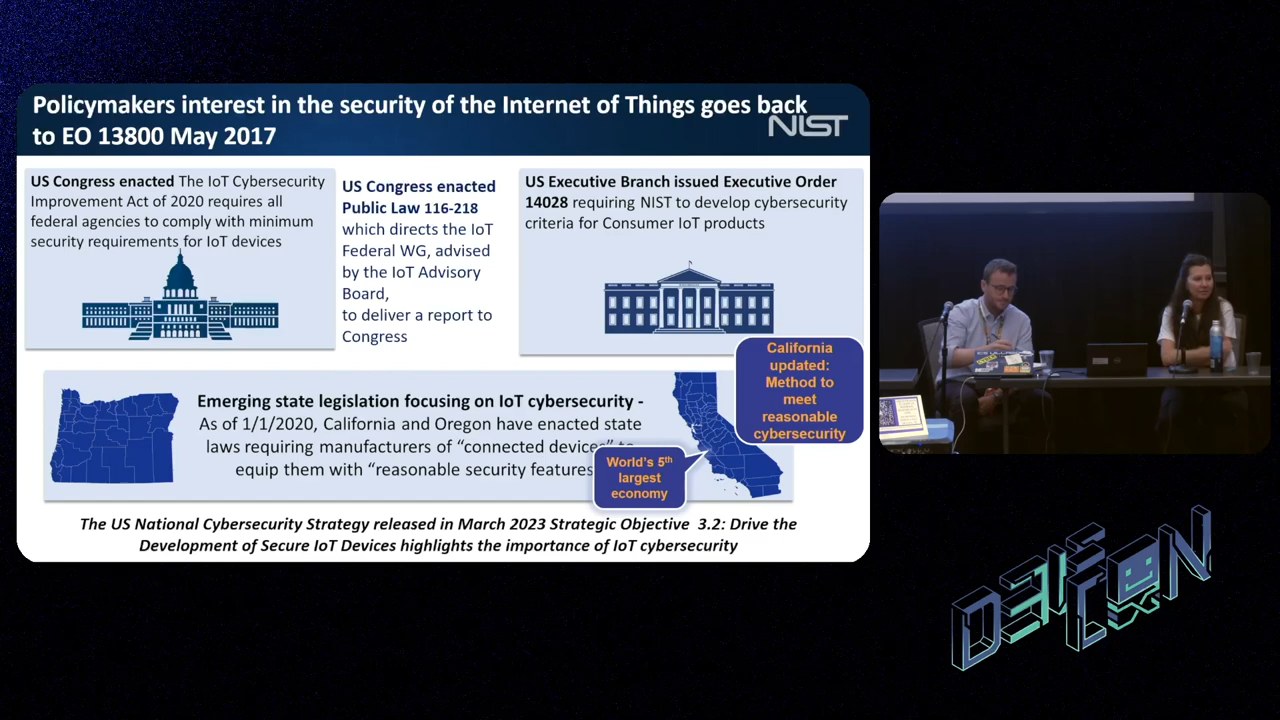 Policymakers interest in the security of the Internet of Things goes back
to EO 13800 May 2017
NIST
US Congress enacted The IoT Cybersecurity
Improvement Act of 2020 requires all
federal agencies to comply with minimum
security requirements for IoT devices
US Congress enacted
Public Law 116-218
which directs the IoT
Federal WG, advised
by the IoT Advisory
Board,
to deliver a report to
Congress
US Executive Branch issued Executive Order
14028 requiring NIST to develop cybersecurity
criteria for Consumer IoT products
California
updated:
Method to
meet
reasonable
cybersecurity
Emerging state legislation focusing on IoT cybersecurity -
As of 1/1/2020, California and Oregon have enacted state
laws requiring manufacturers of “connected devices” to
equip them with “reasonable security features
World's 5th
largest
economy
The US National Cybersecurity Strategy released in March 2023 Strategic Objective 3.2: Drive the
Development of Secure IoT Devices highlights the importance of IoT cybersecurity
DEF CON